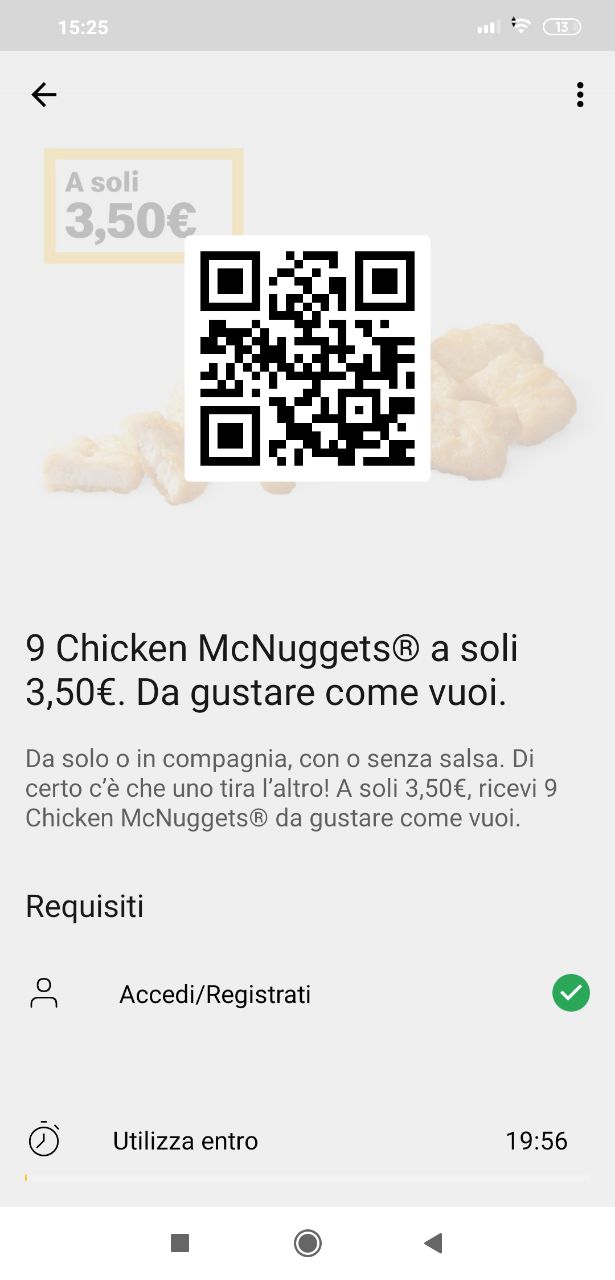 15:25
13
A soli
3,50€
9 Chicken McNuggets® a soli
3,50€. Da gustare come vuoi.
Da solo o in compagnia, con o senza salsa. Di
certo c’è che uno tira l’altro! A soli 3,50€, ricevi 9
Chicken McNuggets® da gustare come vuoi.
Requisiti
Accedi/Registrati
Utilizza entro 19:56